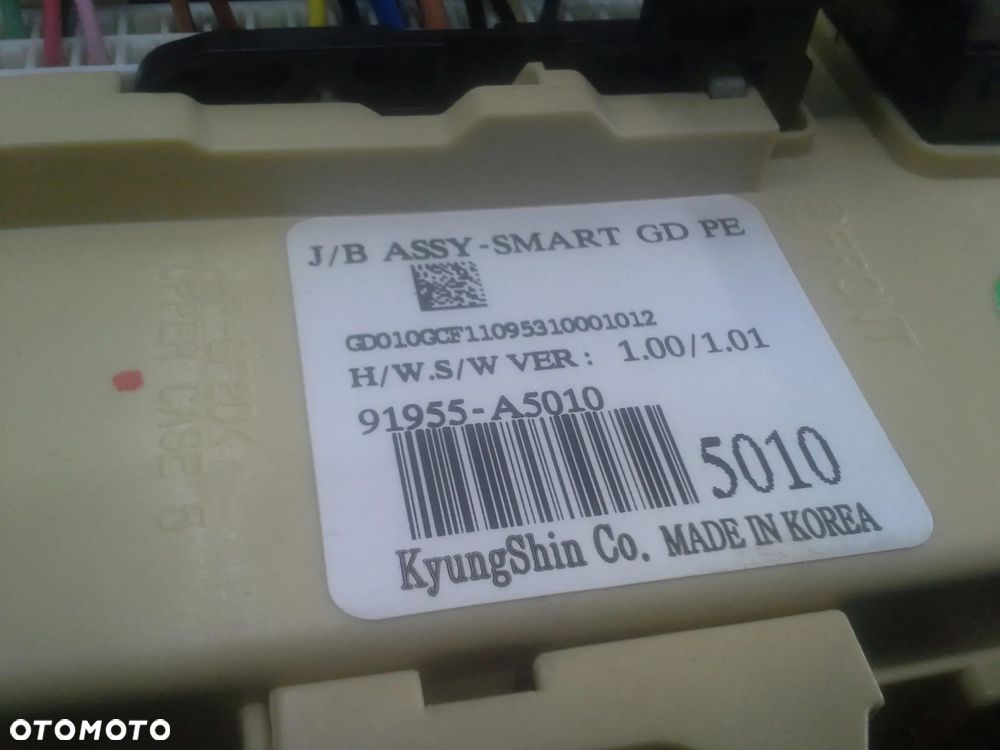 J/B ASSY-SMART GD PE
GD010GCF11095310001012
H/W.S/W VER : 1.00/1.01
91955-A5010
5010
KyungShin Co. MADE IN KOREA
OTOMOTO